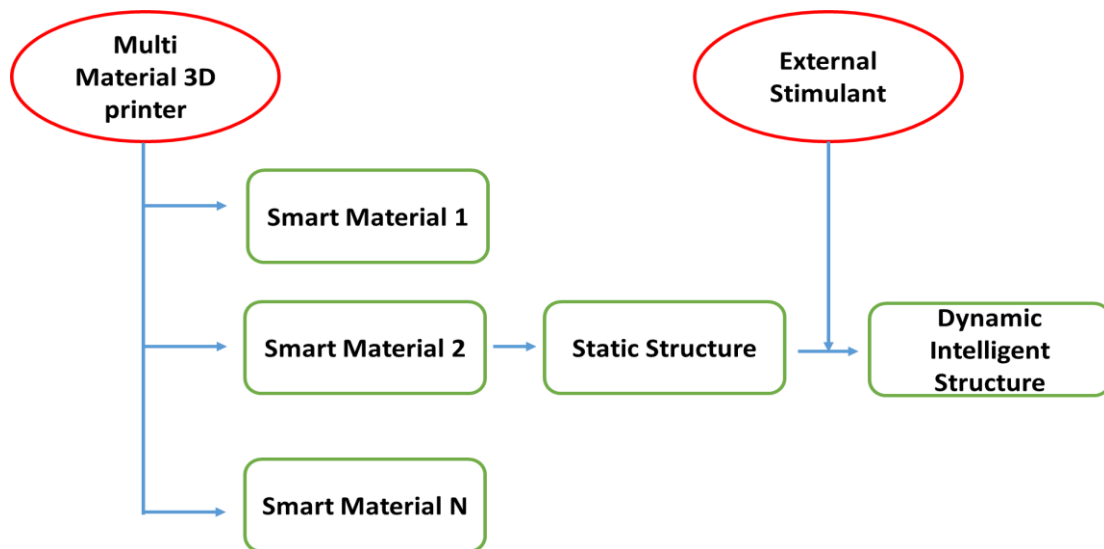 Multi
Material 3D
printer
External
Stimulant
Smart Material 1
Smart Material 2
Static Structure
Dynamic
Intelligent
Structure
Smart Material N